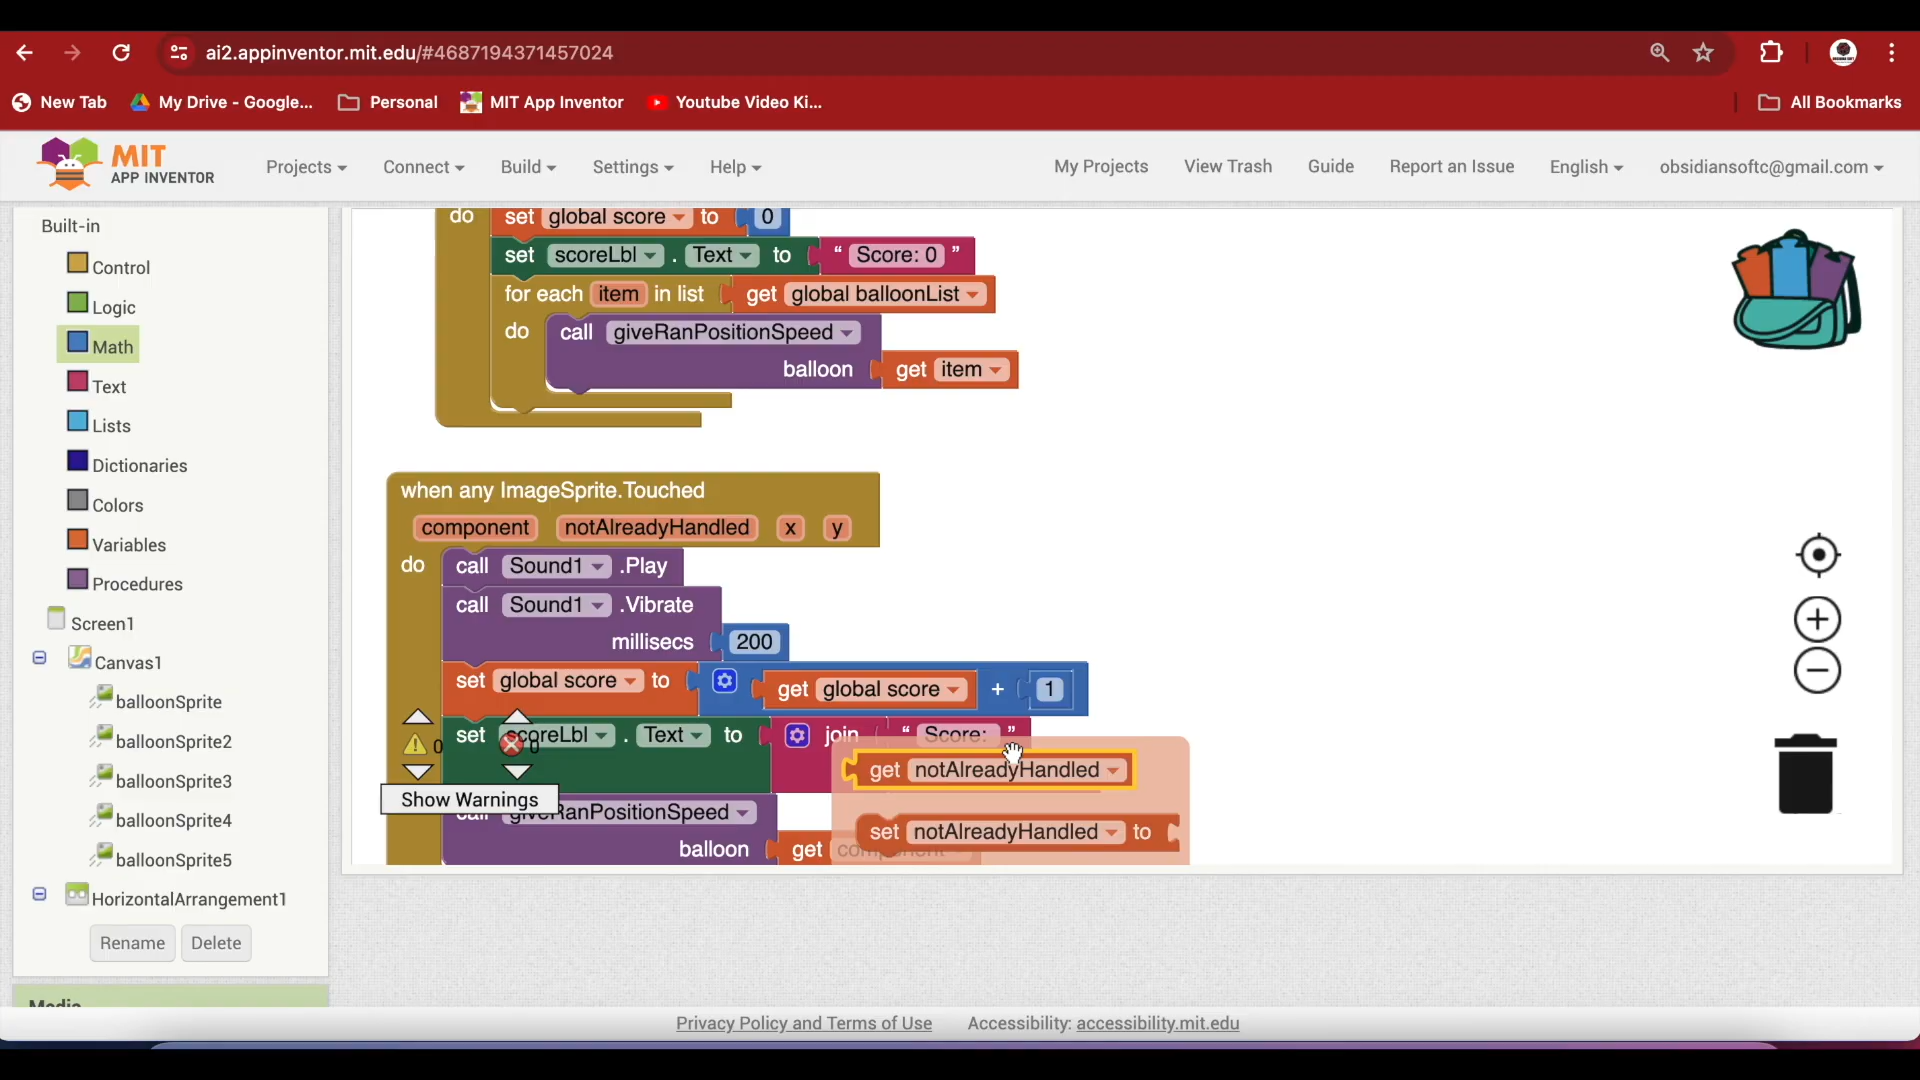 ai2.appinventor.mit.edu/#4687194371457024
New Tab My Drive - Google... Personal MIT App Inventor Youtube Video Ki... All Bookmarks
MIT
APP INVENTOR
Projects Connect Build Settings Help My Projects View Trash Guide Report an Issue English obsidiansoftc@gmail.com
Built-in
Control
Logic
Math
Text
Lists
Dictionaries
Colors
Variables
Procedures
Screen1
Canvas1
balloonSprite
balloonSprite2
balloonSprite3
balloonSprite4
balloonSprite5
HorizontalArrangement1
Rename Delete
Media
do set global score to 0
set scoreLbl . Text to “ Score: 0 ”
for each item in list get global balloonList
do call giveRanPositionSpeed
balloon get item
when any ImageSprite.Touched
component notAlreadyHandled x y
do call Sound1 .Play
call Sound1 .Vibrate
millisecs 200
set global score to get global score + 1
set scoreLbl . Text to join “ Score: ”
0 0
get notAlreadyHandled
Show Warnings
call giveRanPositionSpeed
set notAlreadyHandled to
balloon get component
Privacy Policy and Terms of Use Accessibility: accessibility.mit.edu